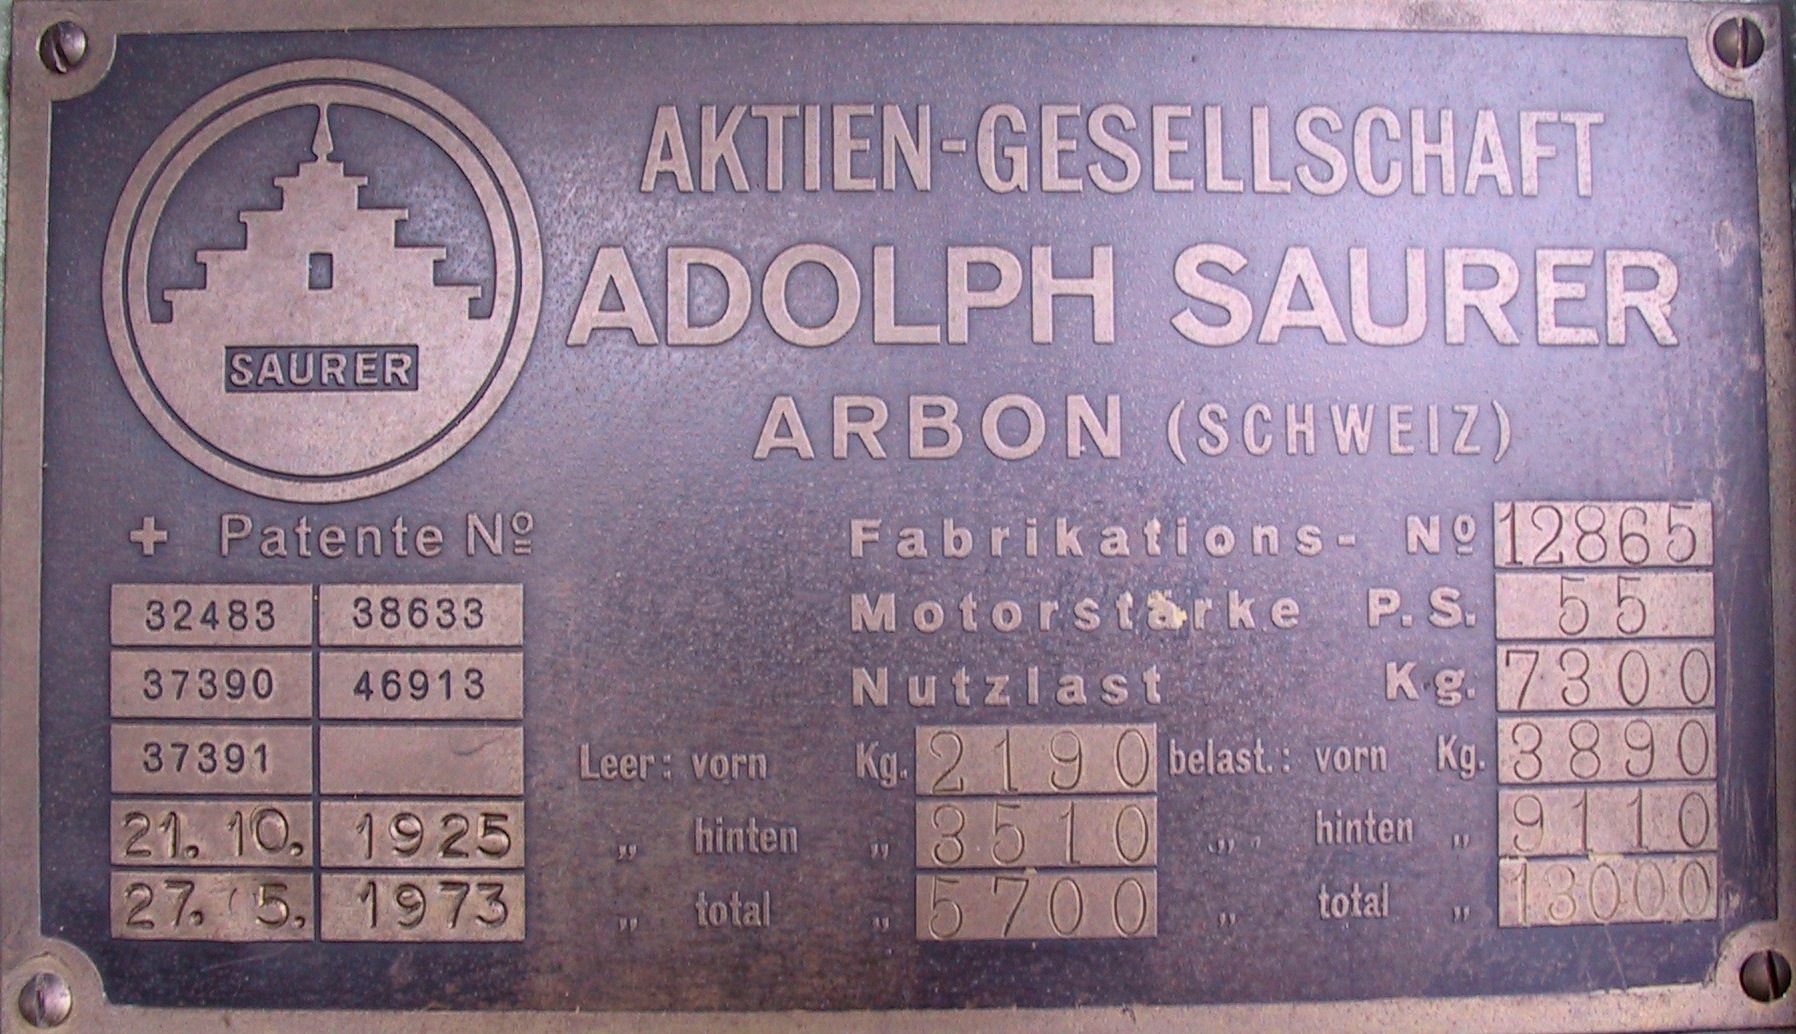 AKTIEN-GESELLSCHAFT
ADOLPH SAURER
ARBON (SCHWEIZ)
SAURER
+ Patente Nº
32483 38633
37390 46913
37391
21. 10. 1925
27. 5. 1973
Fabrikations- Nº 12865
Motorstärke P.S. 55
Nutzlast Kg. 7300
Leer: vorn Kg. 2190 belast.: vorn Kg. 3890
„ hinten „ 3510 „ hinten „ 9110
„ total „ 5700 „ total „ 13000